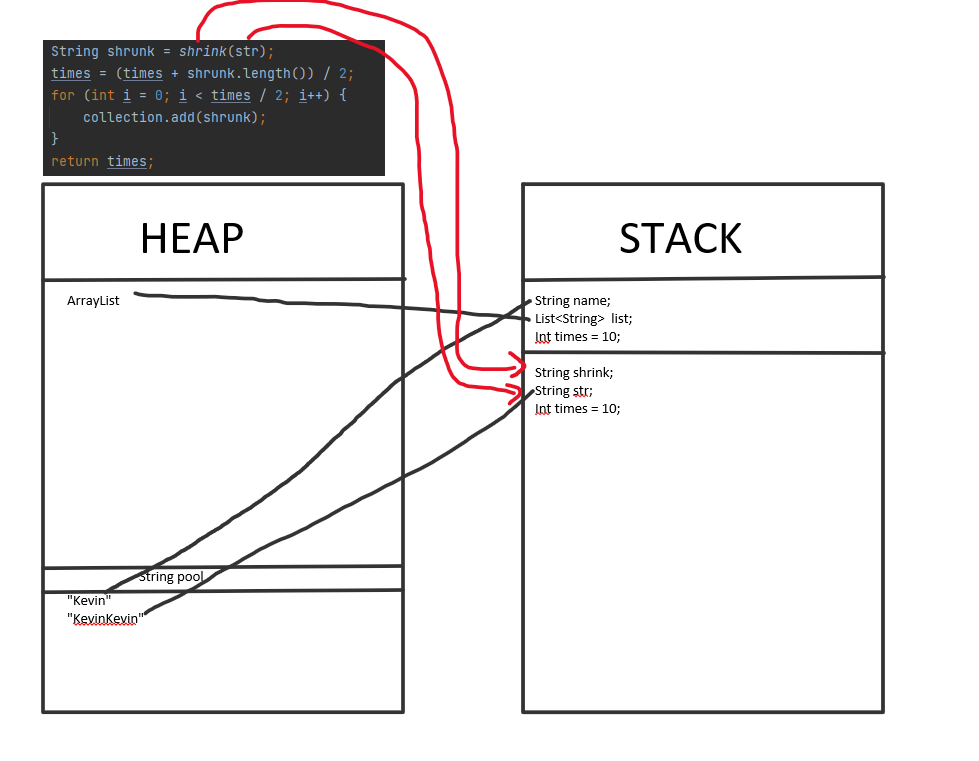 String shrunk = shrink(str);
times = (times + shrunk.length()) / 2;
for (int i = 0; i < times / 2; i++) {
    collection.add(shrunk);
}
return times;
HEAP
ArrayList
String pool
"Kevin"
"KevinKevin"
STACK
String name;
List<String>  list;
Int times = 10;
String shrink;
String str;
Int times = 10;